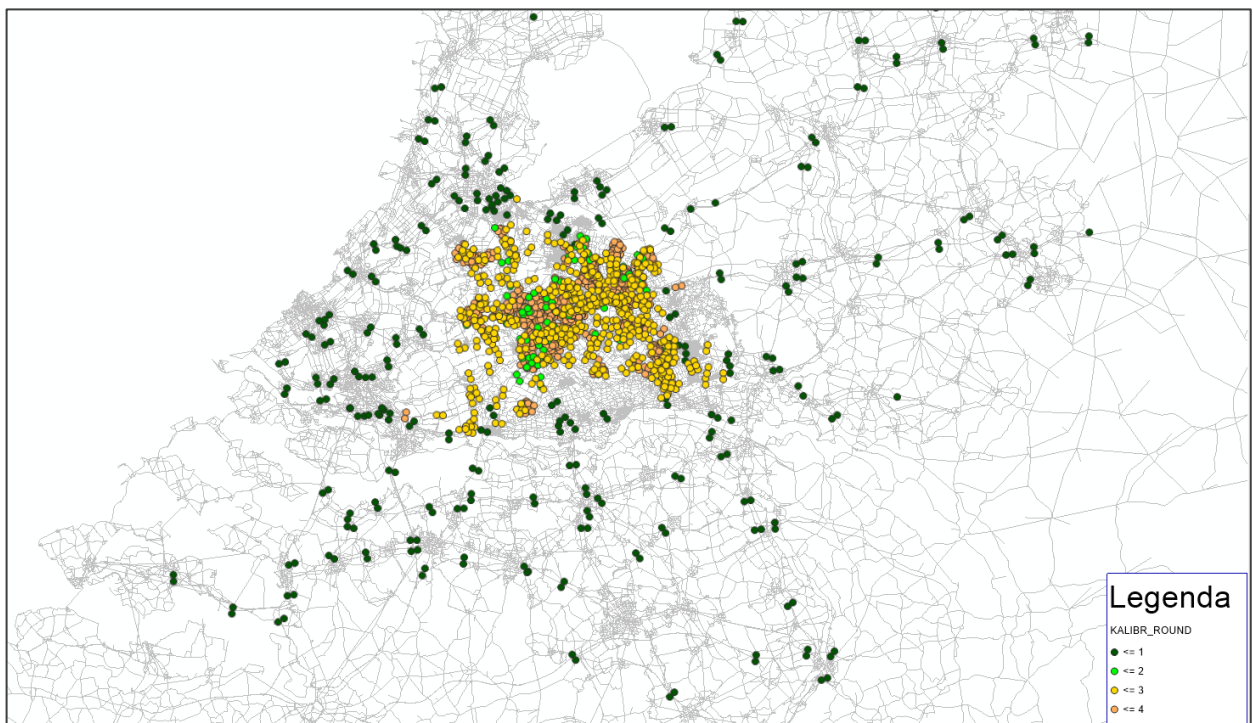 Legenda
KALIBR_ROUND
<= 1
<= 2
<= 3
<= 4